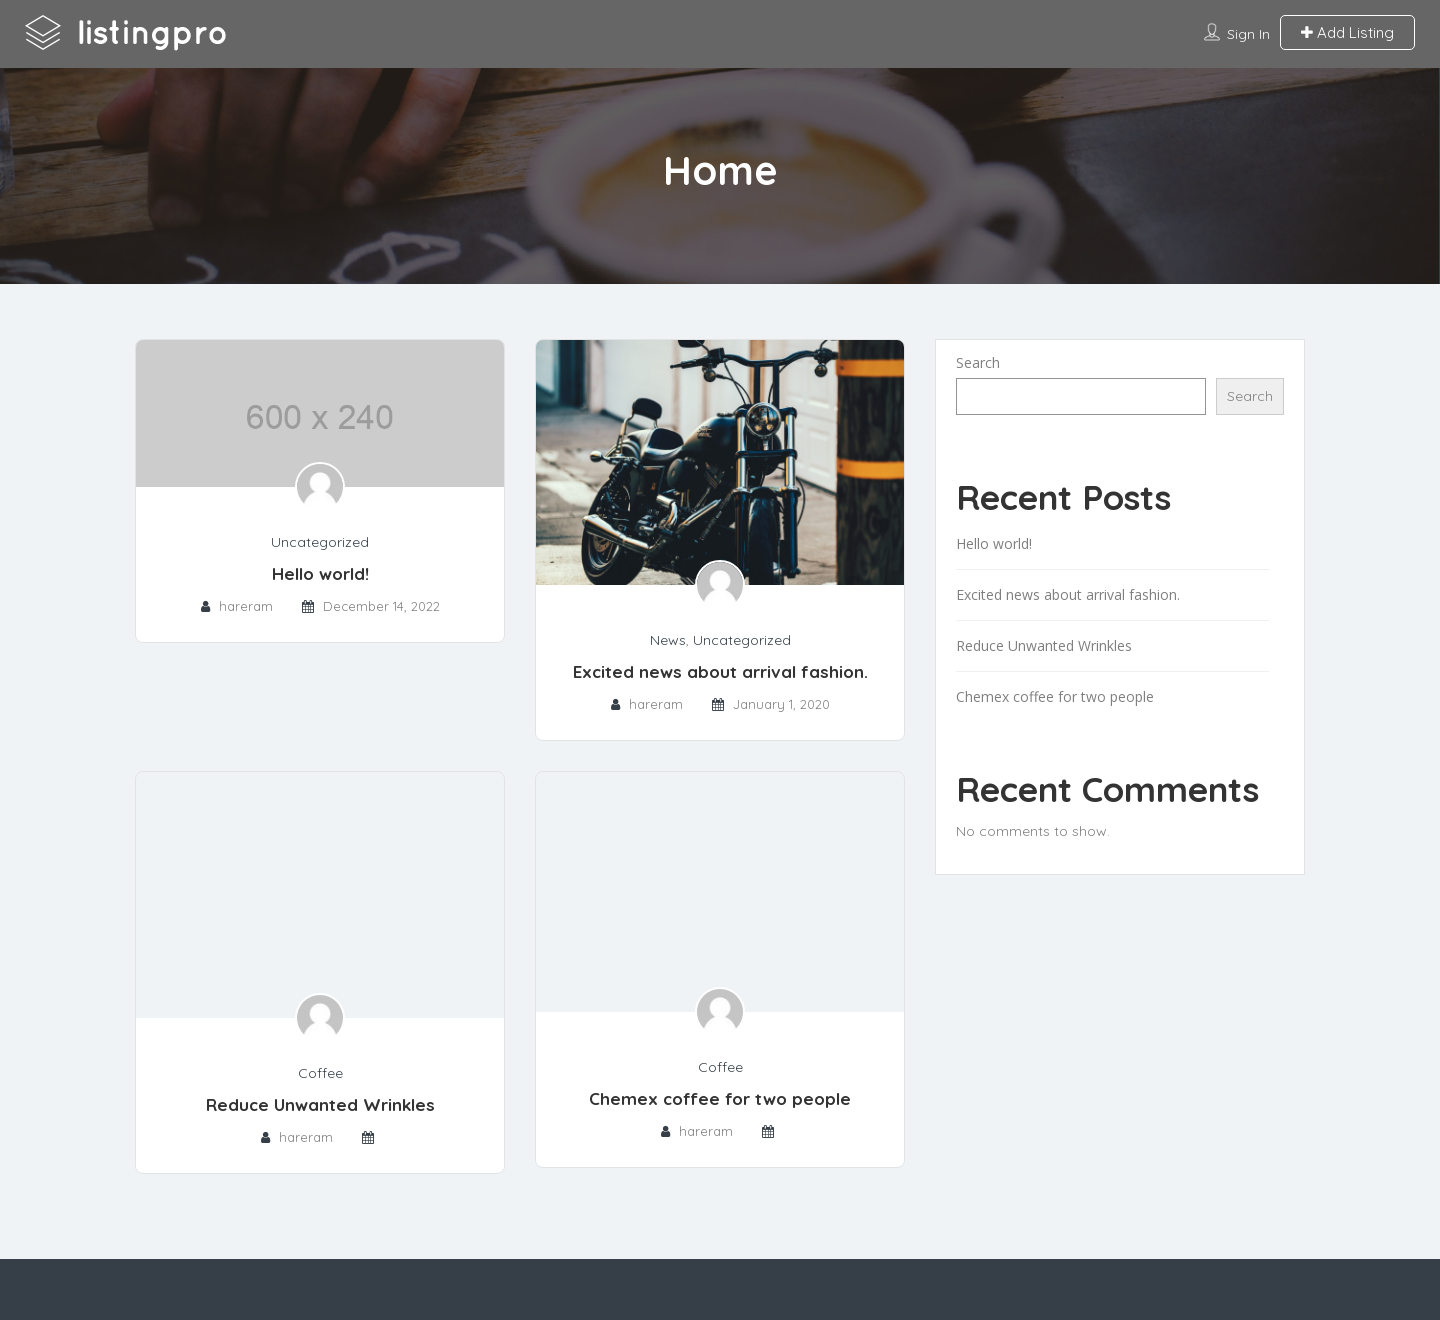 listingpro
Sign In
Add Listing
Home
600 x 240
Uncategorized
Hello world!
hareram December 14, 2022
News, Uncategorized
Excited news about arrival fashion.
hareram January 1, 2020
Coffee
Reduce Unwanted Wrinkles
hareram
Coffee
Chemex coffee for two people
hareram
Search
Search
Recent Posts
Hello world!
Excited news about arrival fashion.
Reduce Unwanted Wrinkles
Chemex coffee for two people
Recent Comments
No comments to show.